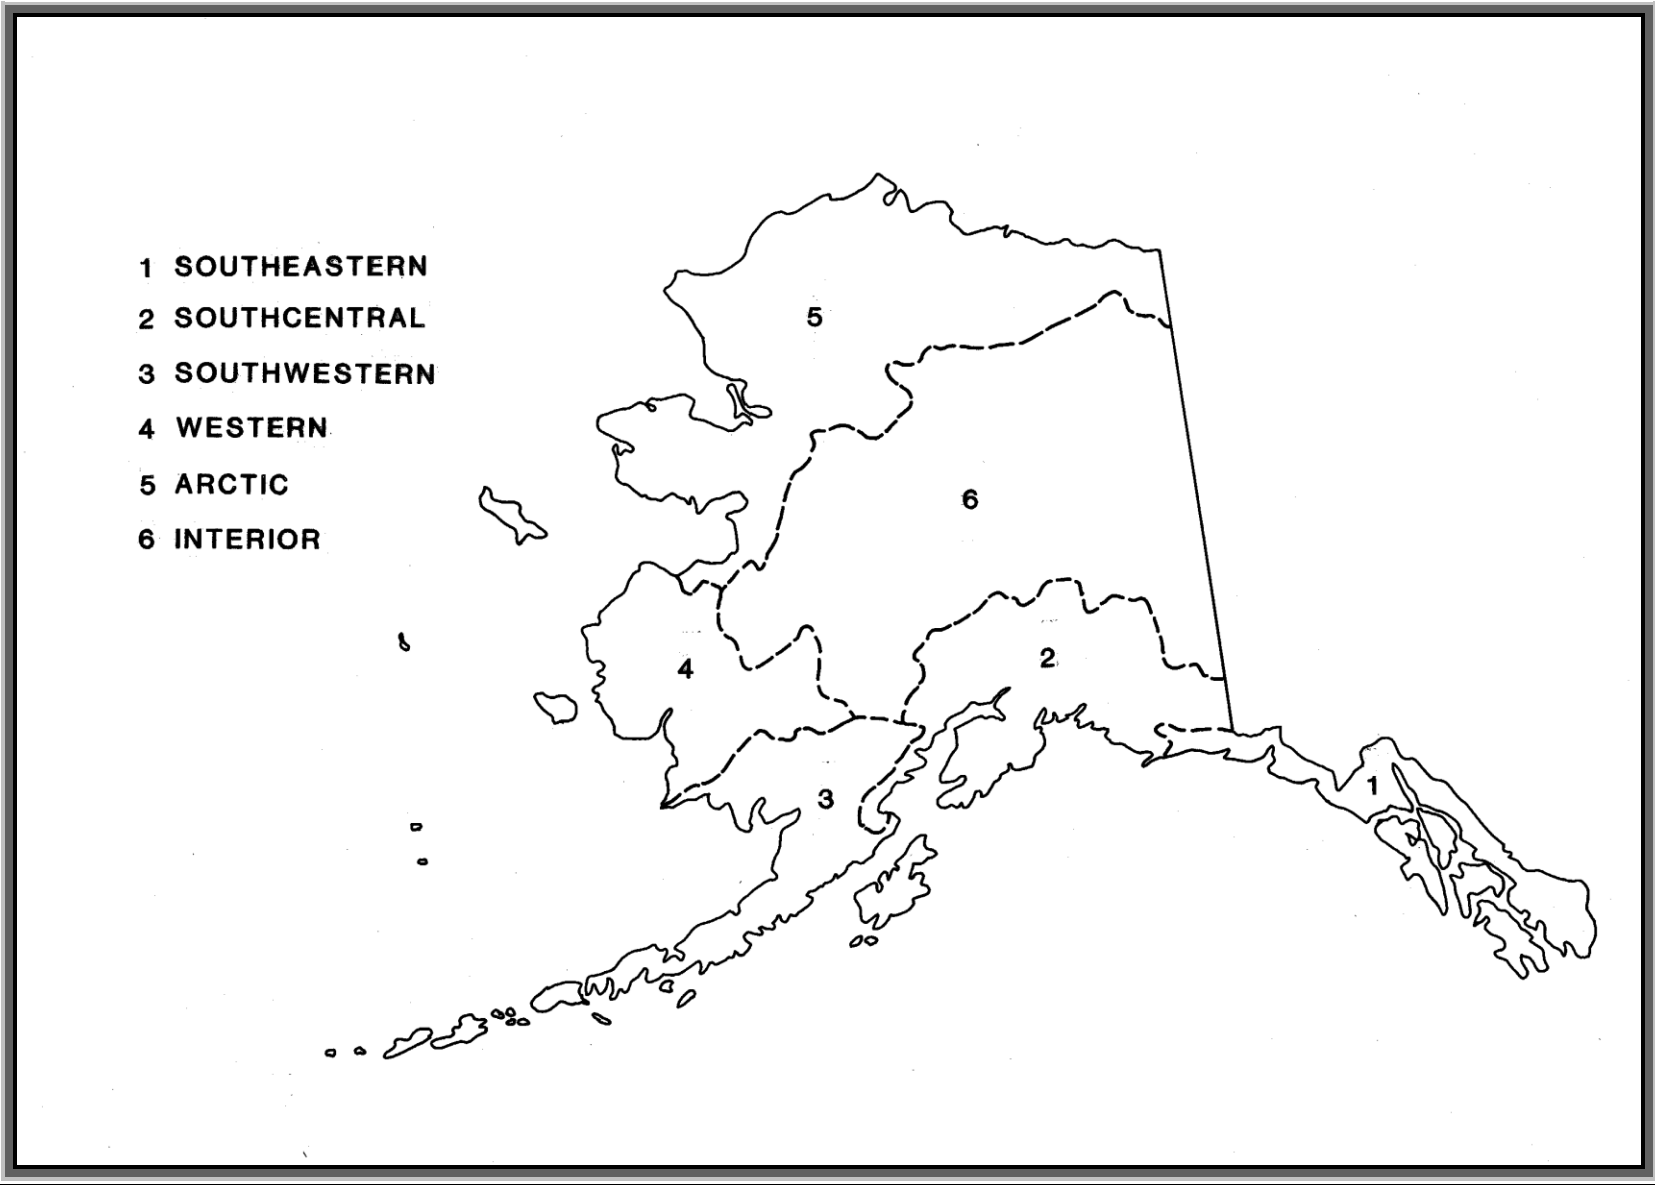 1 SOUTHEASTERN
2 SOUTHCENTRAL
3 SOUTHWESTERN
4 WESTERN
5 ARCTIC
6 INTERIOR
5
6
2
4
1
3